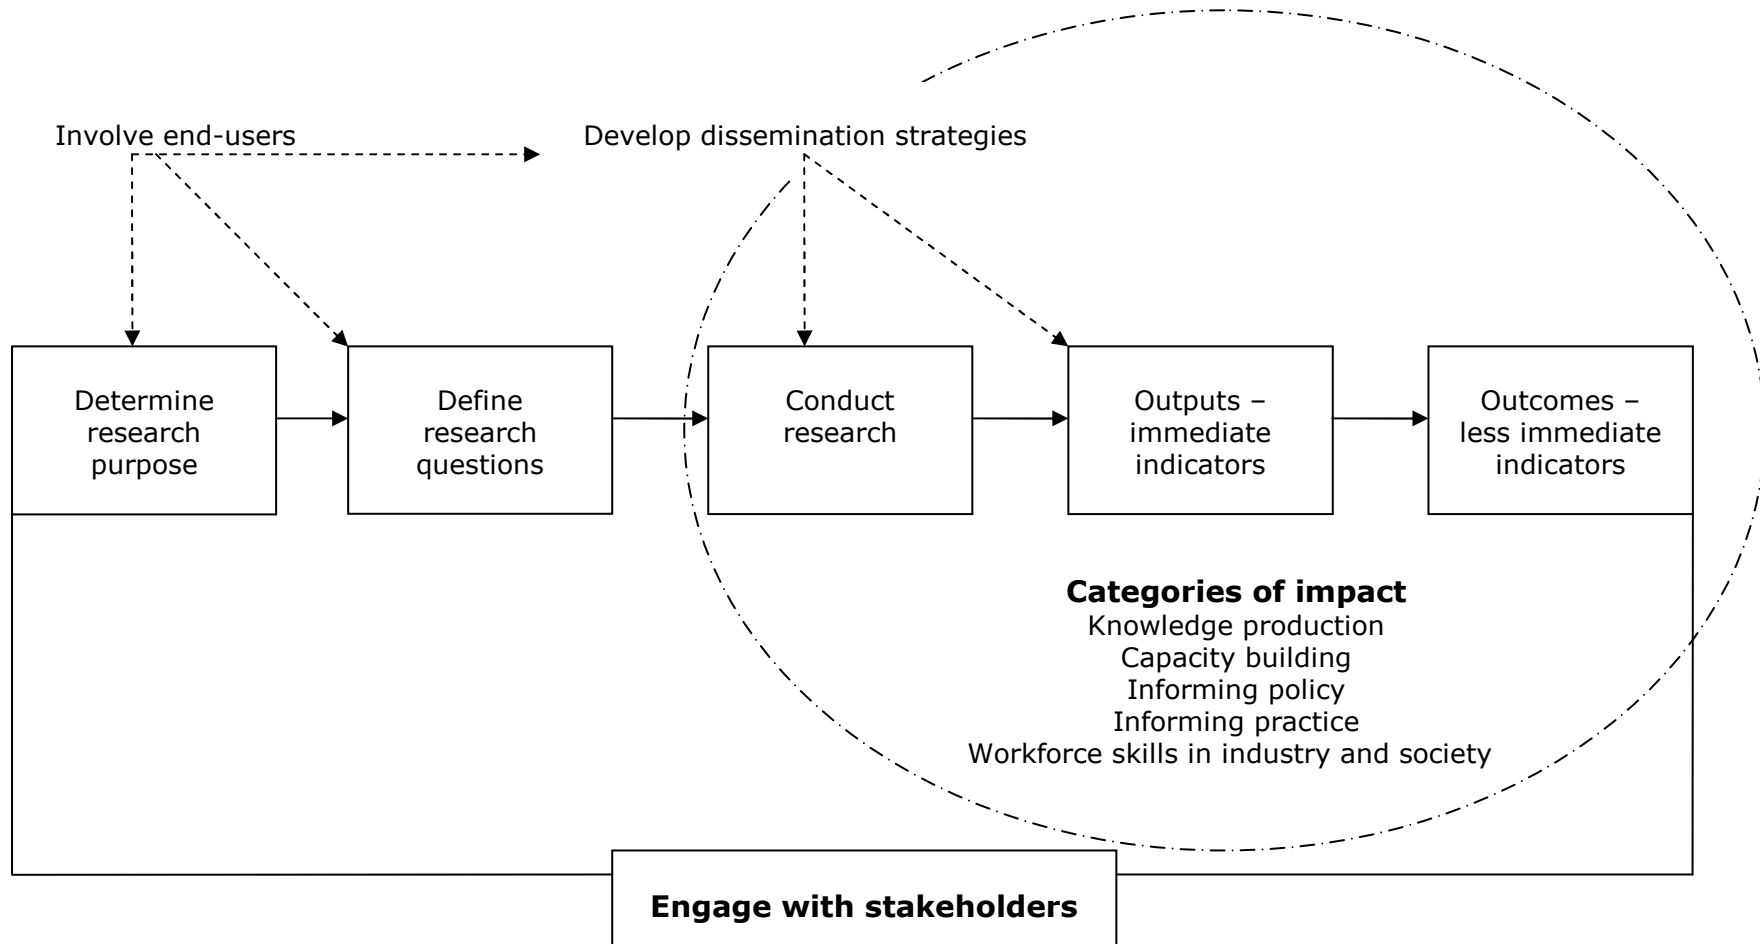 Involve end-users
Develop dissemination strategies
Determine
research
purpose
Define
research
questions
Conduct
research
Outputs –
immediate
indicators
Outcomes –
less immediate
indicators
Categories of impact
Knowledge production
Capacity building
Informing policy
Informing practice
Workforce skills in industry and society
Engage with stakeholders